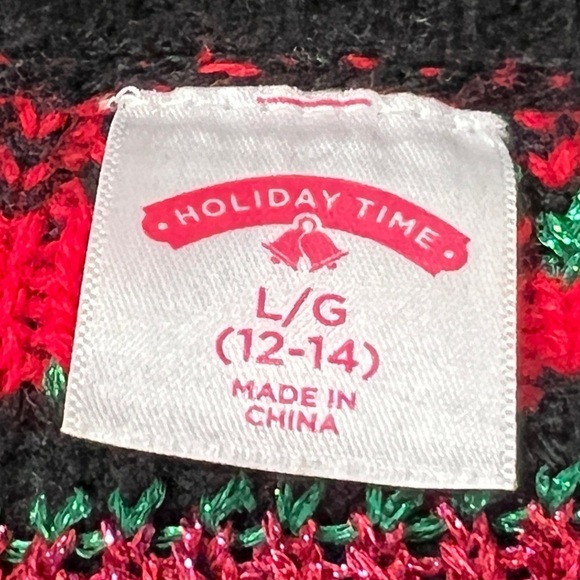 · HOLIDAY TIME ·
L/G
(12-14)
MADE IN
CHINA